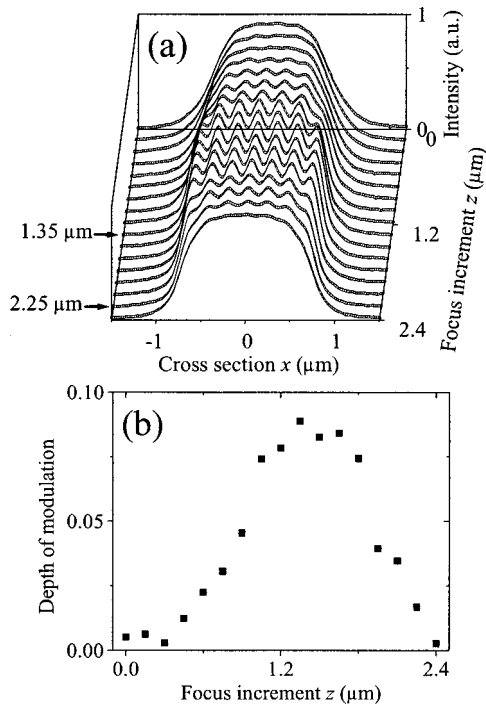 (a)
1
Intensity (a.u.)
0
0
1.2
2.4
Focus increment z (μm)
1.35 μm
2.25 μm
-1
0
1
Cross section x (μm)
(b)
0.10
0.05
0.00
Depth of modulation
0.0
1.2
2.4
Focus increment z (μm)